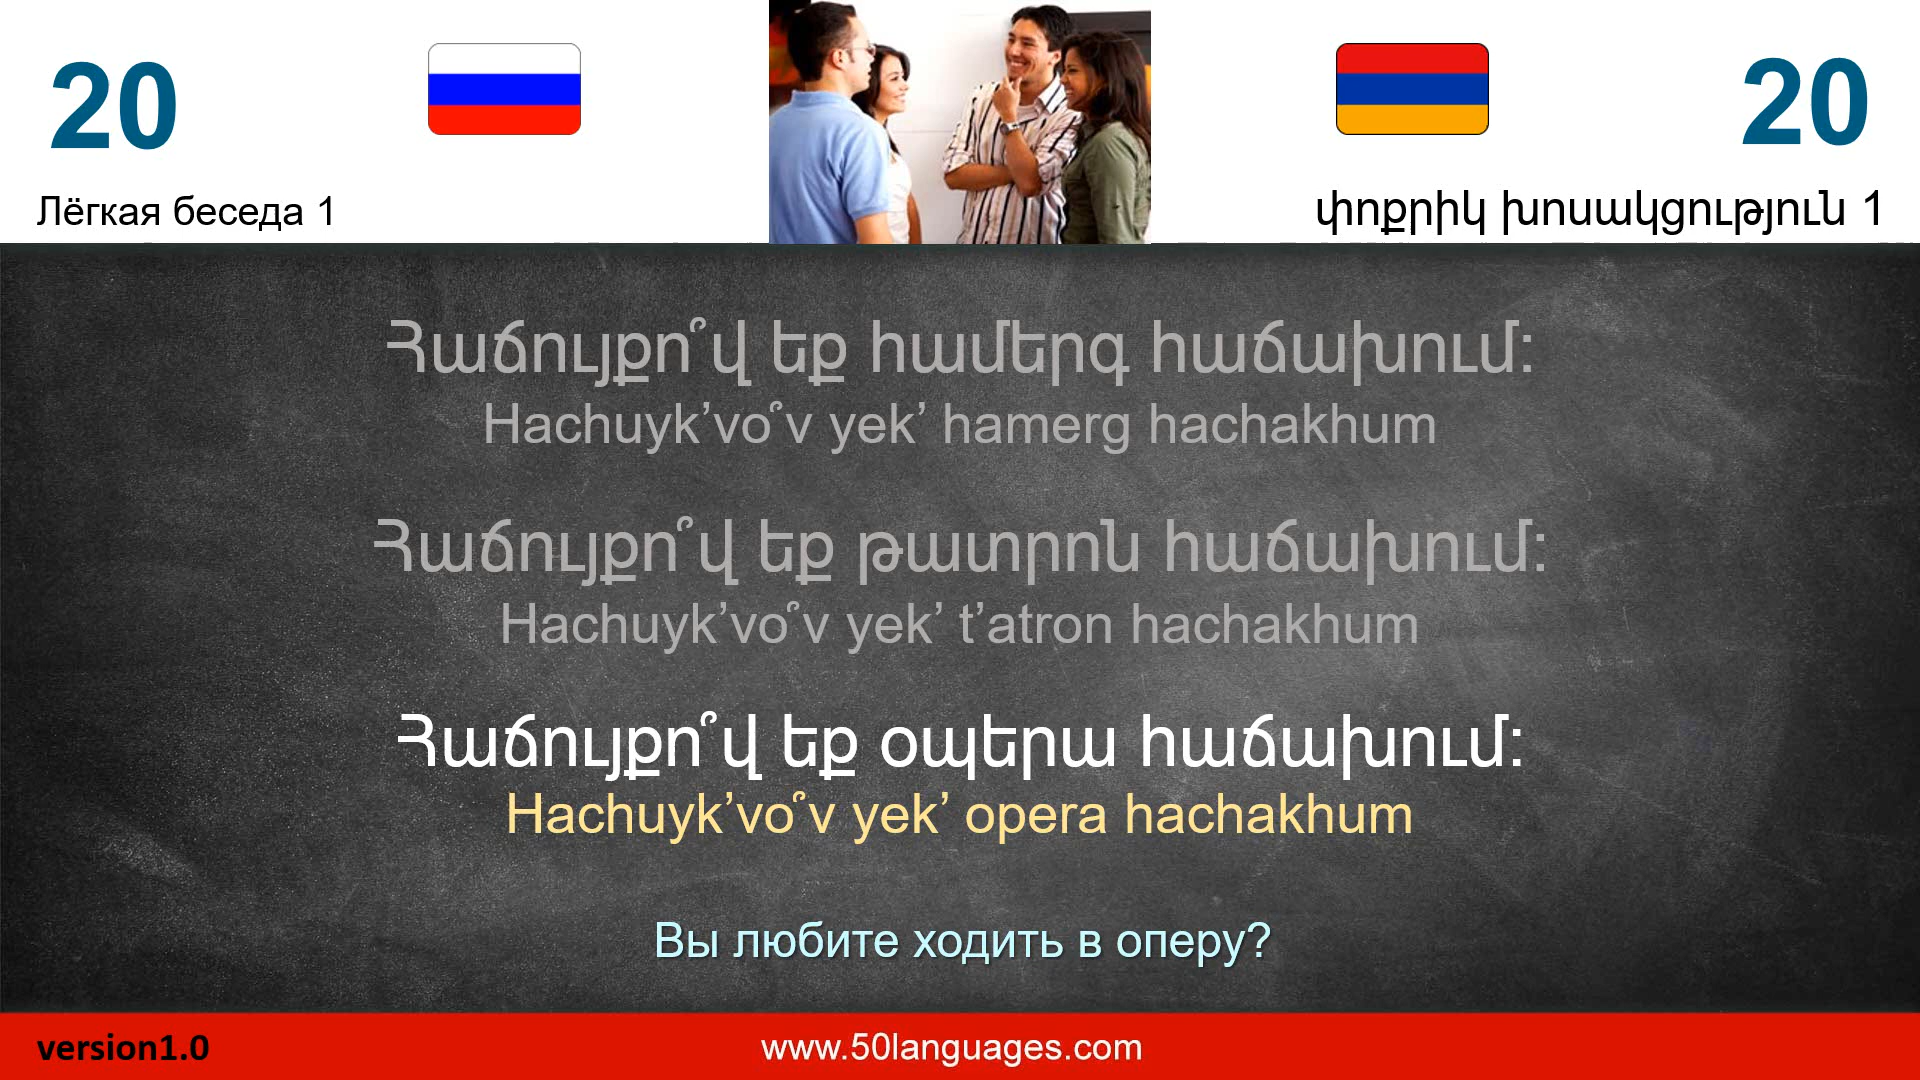 20
20
Лёгкая беседа 1
փոքրիկ խոսակցություն 1
Հաճույքո՞վ եք համերգ հաճախում:
Hachuyk’vo՞v yek’ hamerg hachakhum
Հաճույքո՞վ եք թատրոն հաճախում:
Hachuyk’vo՞v yek’ t’atron hachakhum
Հաճույքո՞վ եք օպերա հաճախում:
Hachuyk’vo՞v yek’ opera hachakhum
Вы любите ходить в оперу?
version1.0
www.50languages.com